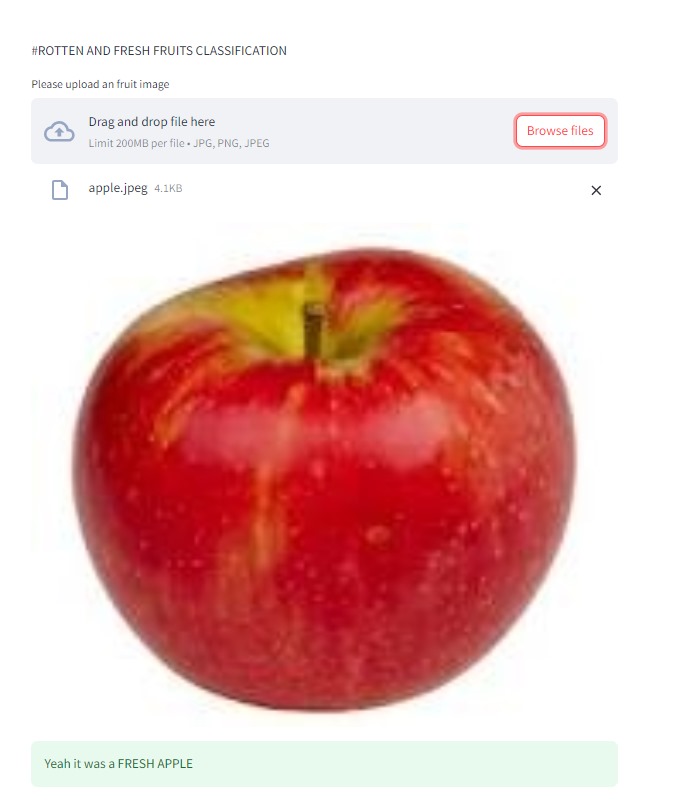 #ROTTEN AND FRESH FRUITS CLASSIFICATION
Please upload an fruit image
Drag and drop file here
Limit 200MB per file • JPG, PNG, JPEG
Browse files
apple.jpeg 4.1KB
Yeah it was a FRESH APPLE